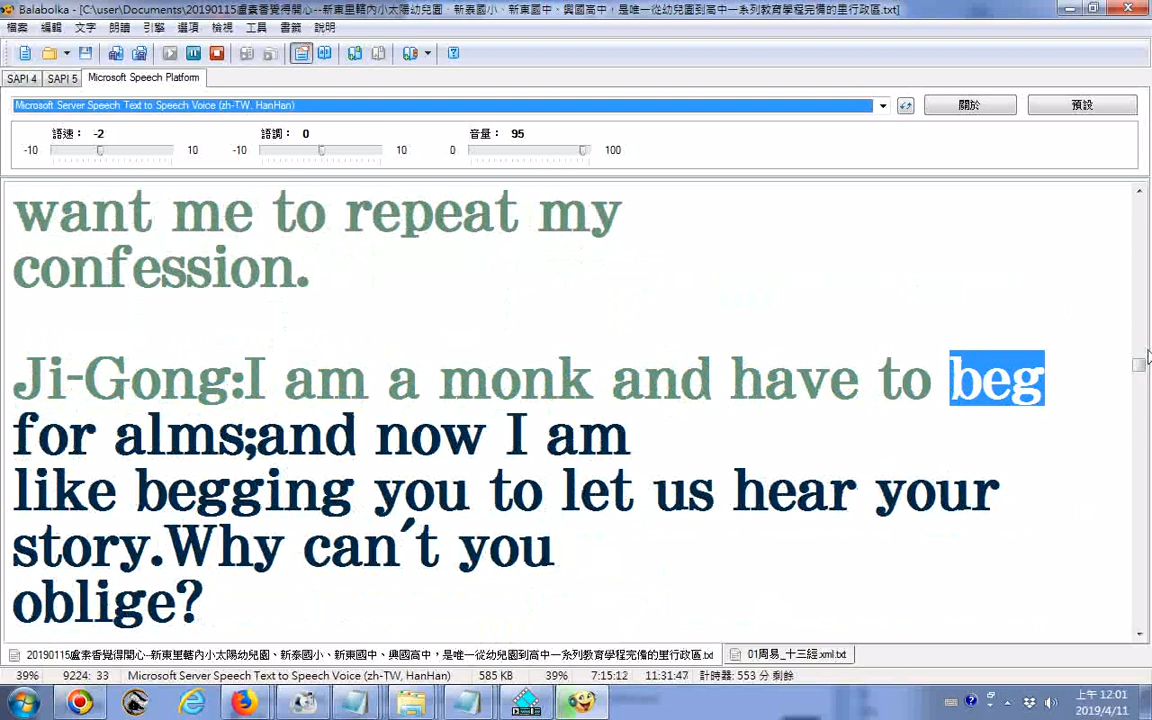 Balabolka - [C:\user\Documents\20190115盧素香覺得開心--新東里轄內小太陽幼兒園、新泰國小、新東國中、興國高中，是唯一從幼兒園到高中一系列教育學程完備的里行政區.txt]
檔案 編輯 文字 朗讀 引擎 選項 檢視 工具 書籤 說明
SAPI 4 SAPI 5 Microsoft Speech Platform
Microsoft Server Speech Text to Speech Voice (zh-TW, HanHan)
關於 預設
語速： -2 語調： 0 音量： 95
-10 10 -10 10 0 100
want me to repeat my
confession.
Ji-Gong:I am a monk and have to beg
for alms;and now I am
like begging you to let us hear your
story.Why can´t you
oblige?
20190115盧素香覺得開心--新東里轄內小太陽幼兒園、新泰國小、新東國中、興國高中，是唯一從幼兒園到高中一系列教育學程完備的里行政區.txt 01周易_十三經.xml.txt
39% 9224: 33 Microsoft Server Speech Text to Speech Voice (zh-TW, HanHan) 585 KB 39% 7:15:12 11:31:47 計時器: 553 分 剩餘
上午 12:01
2019/4/11